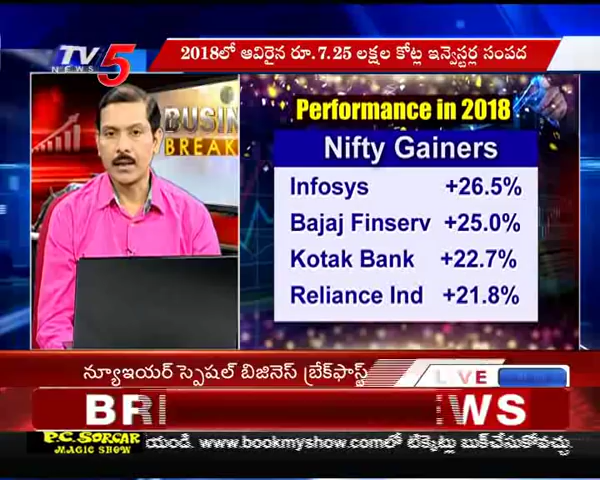 TV5
NEWS
2018లో ఆవిరైన రూ.7.25 లక్షల కోట్ల ఇన్వెస్టర్ల సంపద
BUSIN
BREAK
Performance in 2018
Nifty Gainers
Infosys +26.5%
Bajaj Finserv +25.0%
Kotak Bank +22.7%
Reliance Ind +21.8%
న్యూఇయర్ స్పెషల్ బిజినెస్ బ్రేక్‌ఫాస్ట్
LIVE
BRE EWS
P.C. SORCAR
MAGIC SHOW
యండి. www.bookmyshow.comలో టిక్కెట్లు బుక్‌చేసుకోవచ్చు